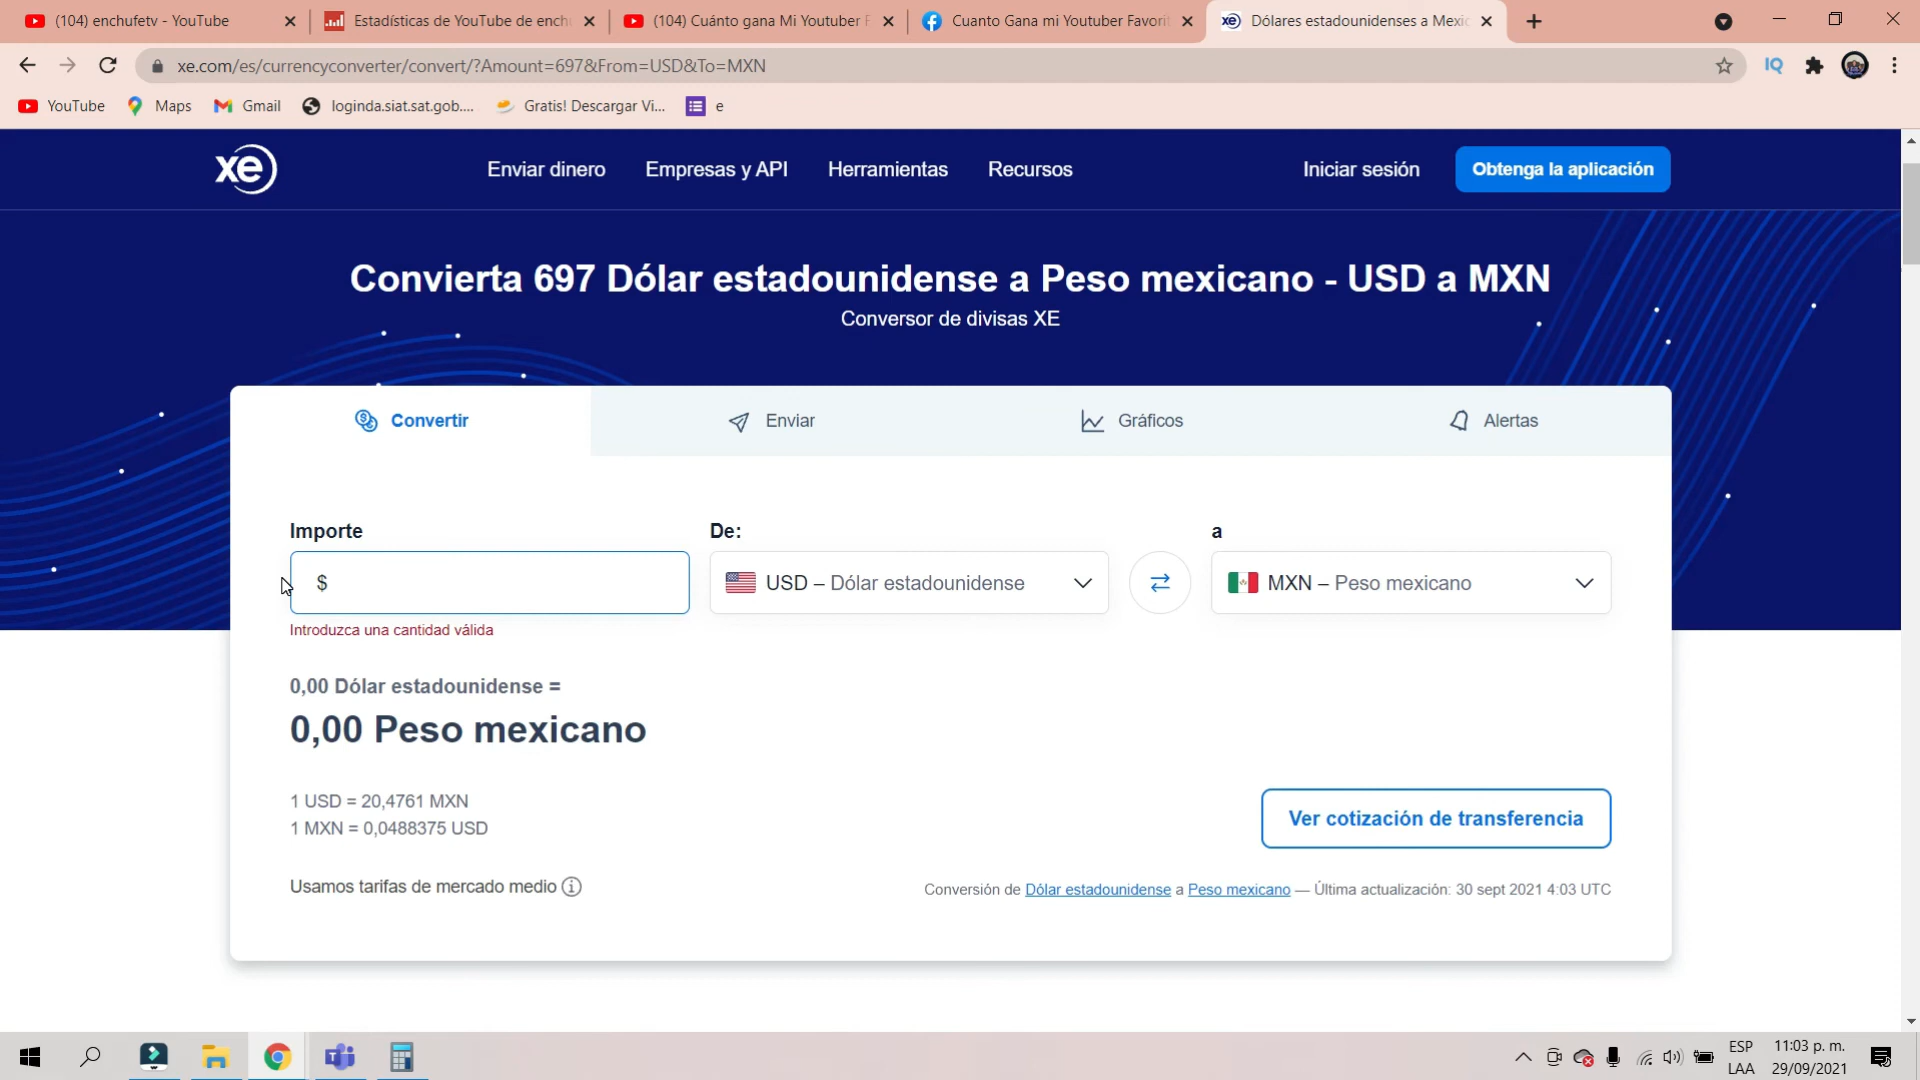 (104) enchufetv - YouTube
Estadísticas de YouTube de ench
(104) Cuánto gana Mi Youtuber F
Cuanto Gana mi Youtuber Favorit
Dólares estadounidenses a Mexic
xe.com/es/currencyconverter/convert/?Amount=697&From=USD&To=MXN
IQ
YouTube
Maps
Gmail
loginda.siat.sat.gob....
Gratis! Descargar Vi...
e
xe
Enviar dinero
Empresas y API
Herramientas
Recursos
Iniciar sesión
Obtenga la aplicación
Convierta 697 Dólar estadounidense a Peso mexicano - USD a MXN
Conversor de divisas XE
Convertir
Enviar
Gráficos
Alertas
Importe
De:
a
$
USD – Dólar estadounidense
MXN – Peso mexicano
Introduzca una cantidad válida
0,00 Dólar estadounidense =
0,00 Peso mexicano
1 USD = 20,4761 MXN
1 MXN = 0,0488375 USD
Ver cotización de transferencia
Usamos tarifas de mercado medio
Conversión de Dólar estadounidense a Peso mexicano — Última actualización: 30 sept 2021 4:03 UTC
ESP
LAA
11:03 p. m.
29/09/2021